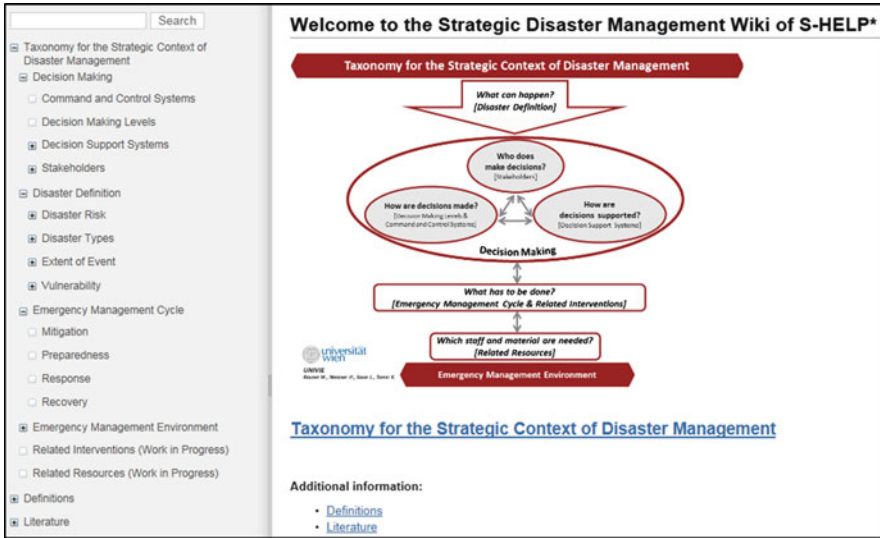 Search
Taxonomy for the Strategic Context of
Disaster Management
Decision Making
Command and Control Systems
Decision Making Levels
Decision Support Systems
Stakeholders
Disaster Definition
Disaster Risk
Disaster Types
Extent of Event
Vulnerability
Emergency Management Cycle
Mitigation
Preparedness
Response
Recovery
Emergency Management Environment
Related Interventions (Work in Progress)
Related Resources (Work in Progress)
Definitions
Literature
Welcome to the Strategic Disaster Management Wiki of S-HELP*
Taxonomy for the Strategic Context of Disaster Management
What can happen?
[Disaster Definition]
Who does
make decisions?
[Stakeholders]
How are decisions made?
[Decision Making Levels &
Command and Control Systems]
How are
decisions supported?
[Decision Support Systems]
Decision Making
What has to be done?
[Emergency Management Cycle & Related Interventions]
Which staff and material are needed?
[Related Resources]
universität
wien
UNIVIE
Emergency Management Environment
Taxonomy for the Strategic Context of Disaster Management
Additional information:
Definitions
Literature